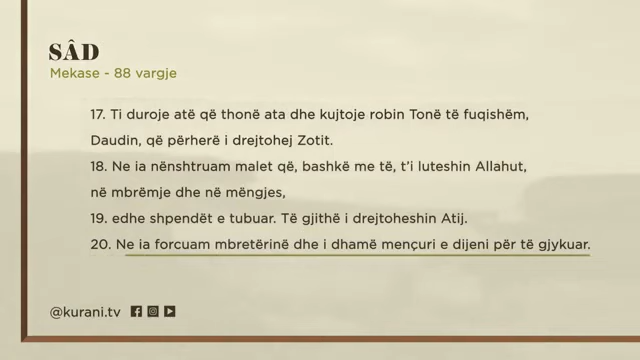 SÂD
Mekase - 88 vargje
17. Ti duroje atë që thonë ata dhe kujtoje robin Tonë të fuqishëm,
Daudin, që përherë i drejtohej Zotit.
18. Ne ia nënshtruam malet që, bashkë me të, t'i luteshin Allahut,
në mbrëmje dhe në mëngjes,
19. edhe shpendët e tubuar. Të gjithë i drejtoheshin Atij.
20. Ne ia forcuam mbretërinë dhe i dhamë mençuri e dijeni për të gjykuar.
@kurani.tv